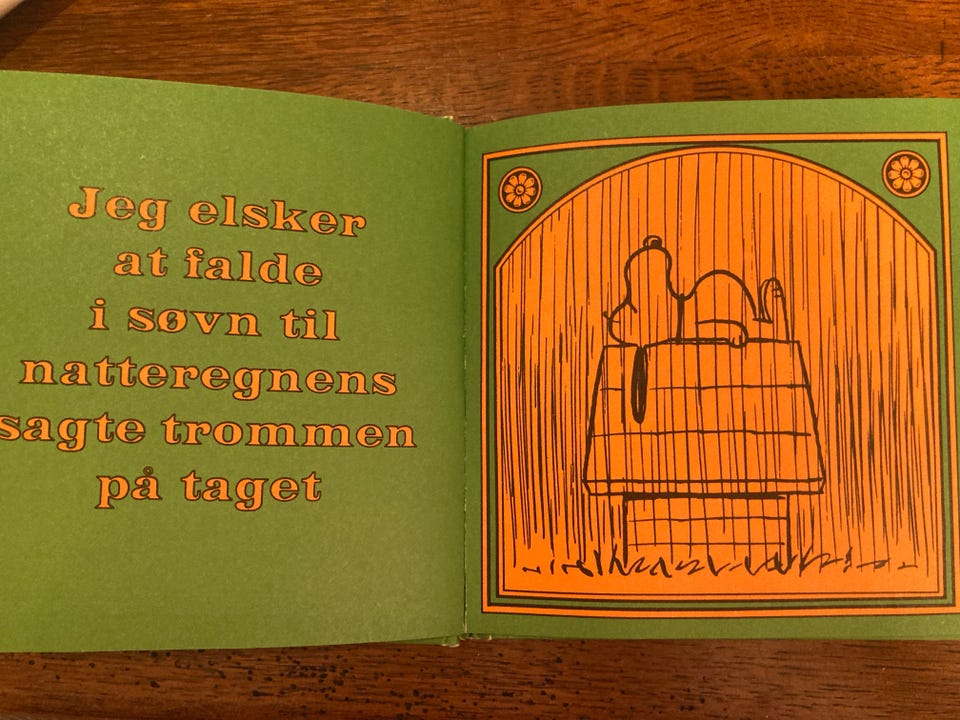 Jeg elsker
at falde
i søvn til
natteregnens
sagte trommen
på taget